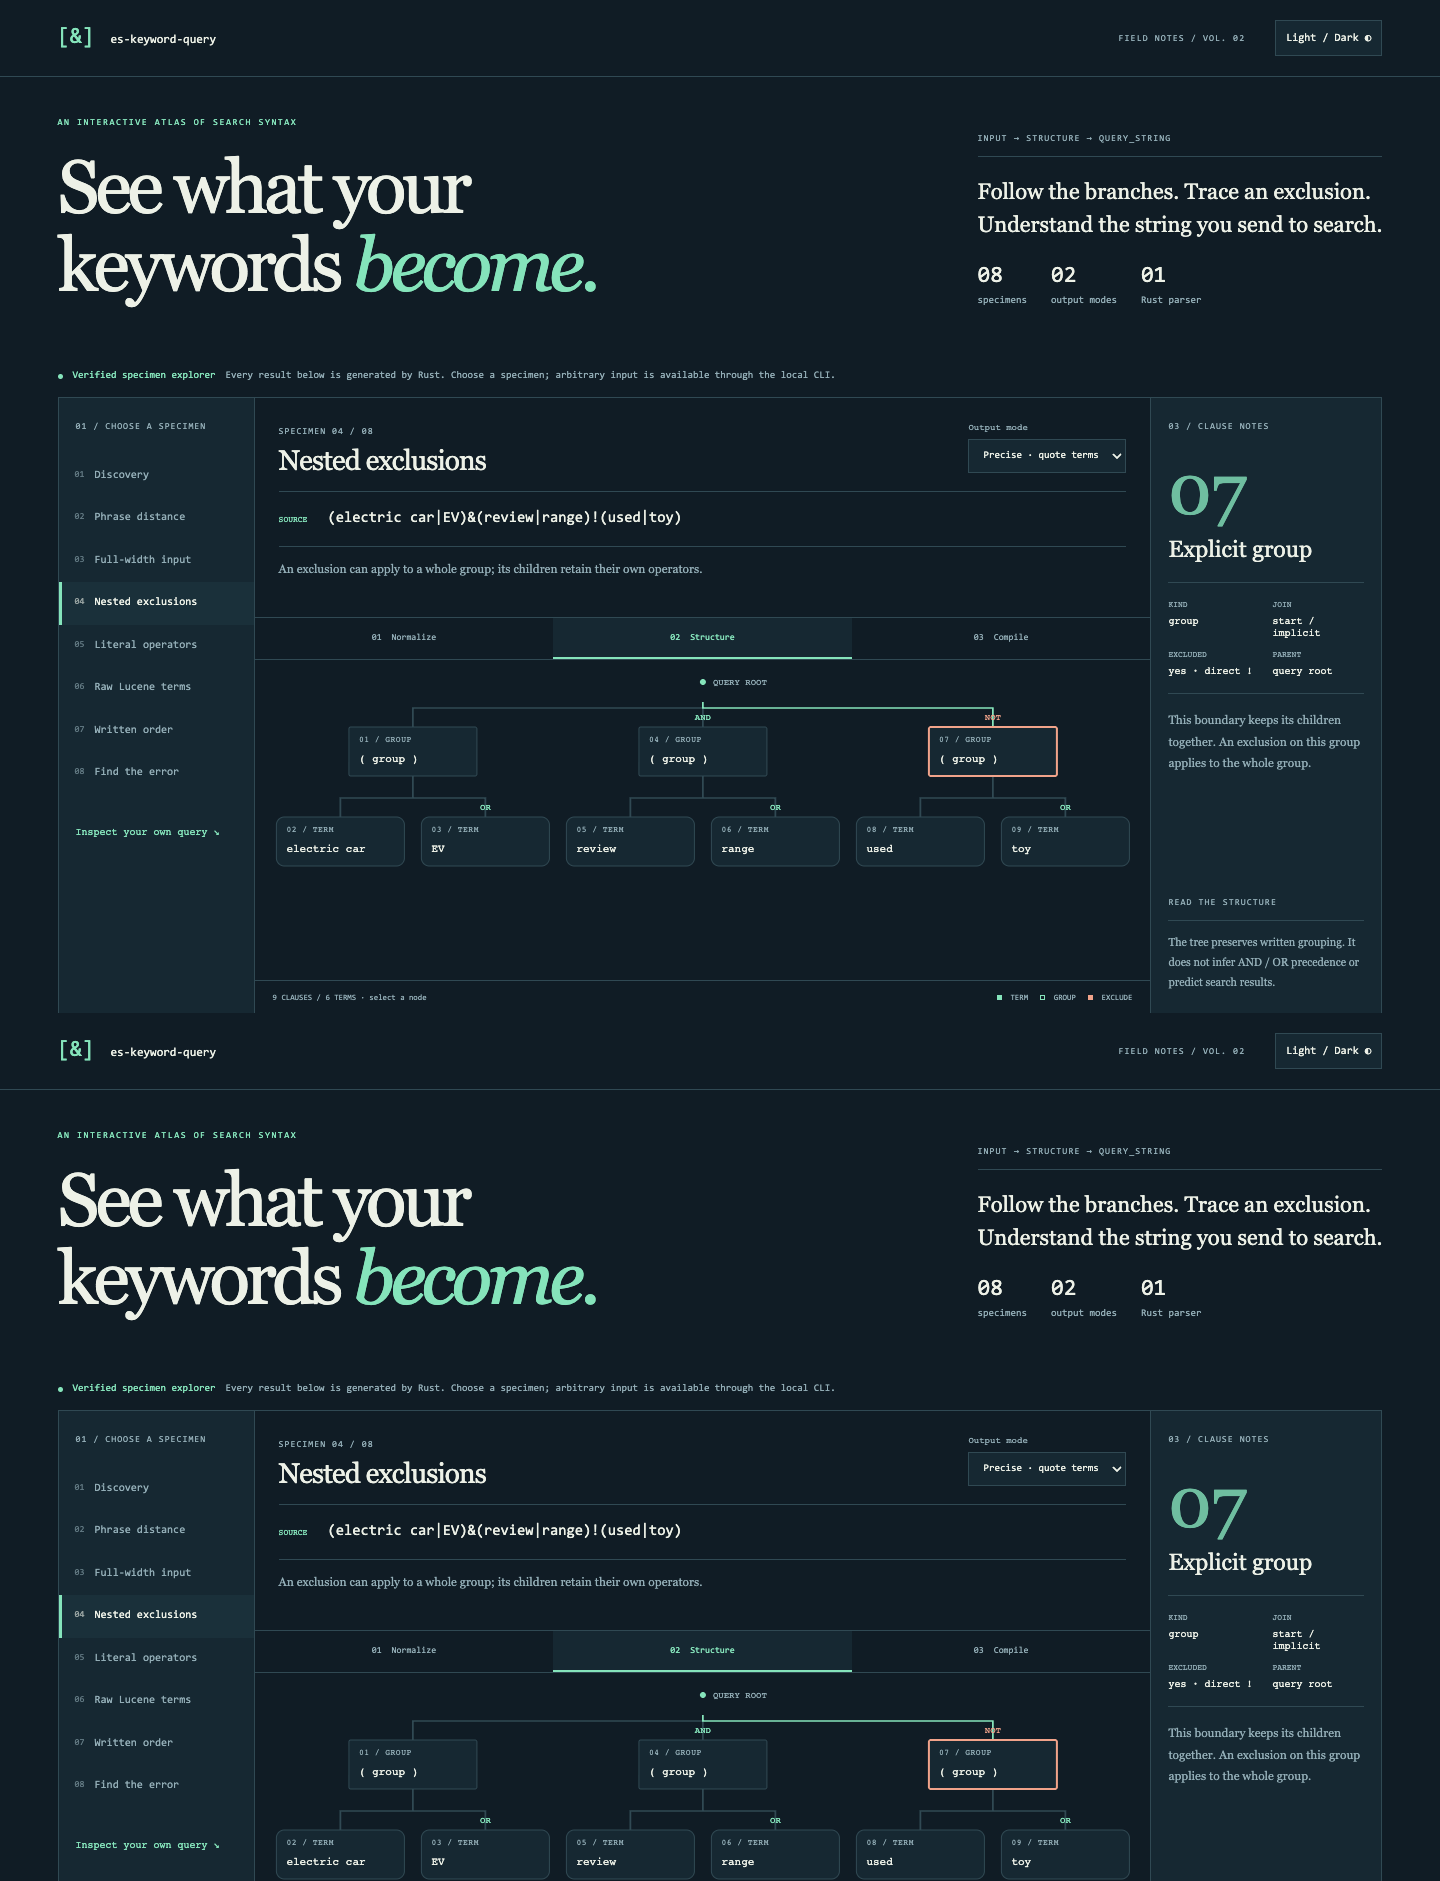 [&] es-keyword-query
FIELD NOTES / VOL. 02
Light / Dark ◐
AN INTERACTIVE ATLAS OF SEARCH SYNTAX
See what your
keywords become.
INPUT → STRUCTURE → QUERY_STRING
Follow the branches. Trace an exclusion.
Understand the string you send to search.
08 02 01
specimens output modes Rust parser
● Verified specimen explorer Every result below is generated by Rust. Choose a specimen; arbitrary input is available through the local CLI.
01 / CHOOSE A SPECIMEN
01 Discovery
02 Phrase distance
03 Full-width input
04 Nested exclusions
05 Literal operators
06 Raw Lucene terms
07 Written order
08 Find the error
Inspect your own query ↘
SPECIMEN 04 / 08
Nested exclusions
Output mode
Precise · quote terms
SOURCE (electric car|EV)&(review|range)!(used|toy)
An exclusion can apply to a whole group; its children retain their own operators.
01 Normalize
02 Structure
03 Compile
QUERY ROOT
AND
NOT
01 / GROUP
( group )
04 / GROUP
( group )
07 / GROUP
( group )
OR
OR
OR
02 / TERM
electric car
03 / TERM
EV
05 / TERM
review
06 / TERM
range
08 / TERM
used
09 / TERM
toy
9 CLAUSES / 6 TERMS · select a node
TERM GROUP EXCLUDE
03 / CLAUSE NOTES
07
Explicit group
KIND
group
JOIN
start /
implicit
EXCLUDED
yes · direct !
PARENT
query root
This boundary keeps its children
together. An exclusion on this group
applies to the whole group.
READ THE STRUCTURE
The tree preserves written grouping. It
does not infer AND / OR precedence or
predict search results.
[&] es-keyword-query
FIELD NOTES / VOL. 02
Light / Dark ◐
AN INTERACTIVE ATLAS OF SEARCH SYNTAX
See what your
keywords become.
INPUT → STRUCTURE → QUERY_STRING
Follow the branches. Trace an exclusion.
Understand the string you send to search.
08 02 01
specimens output modes Rust parser
● Verified specimen explorer Every result below is generated by Rust. Choose a specimen; arbitrary input is available through the local CLI.
01 / CHOOSE A SPECIMEN
01 Discovery
02 Phrase distance
03 Full-width input
04 Nested exclusions
05 Literal operators
06 Raw Lucene terms
07 Written order
08 Find the error
Inspect your own query ↘
SPECIMEN 04 / 08
Nested exclusions
Output mode
Precise · quote terms
SOURCE (electric car|EV)&(review|range)!(used|toy)
An exclusion can apply to a whole group; its children retain their own operators.
01 Normalize
02 Structure
03 Compile
QUERY ROOT
AND
NOT
01 / GROUP
( group )
04 / GROUP
( group )
07 / GROUP
( group )
OR
OR
OR
02 / TERM
electric car
03 / TERM
EV
05 / TERM
review
06 / TERM
range
08 / TERM
used
09 / TERM
toy
03 / CLAUSE NOTES
07
Explicit group
KIND
group
JOIN
start /
implicit
EXCLUDED
yes · direct !
PARENT
query root
This boundary keeps its children
together. An exclusion on this group
applies to the whole group.